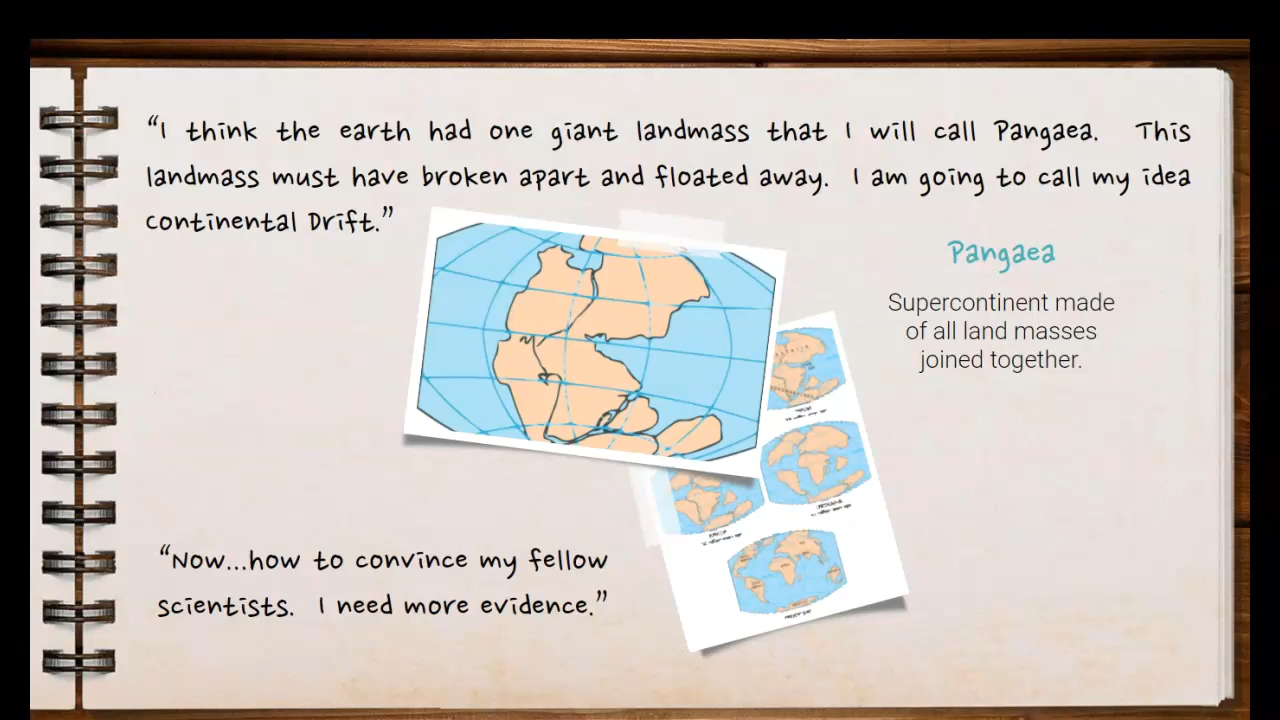 “I think the earth had one giant landmass that I will call Pangaea. This
landmass must have broken apart and floated away. I am going to call my idea
continental Drift.”
Pangaea
Supercontinent made
of all land masses
joined together.
“Now...how to convince my fellow
scientists. I need more evidence.”